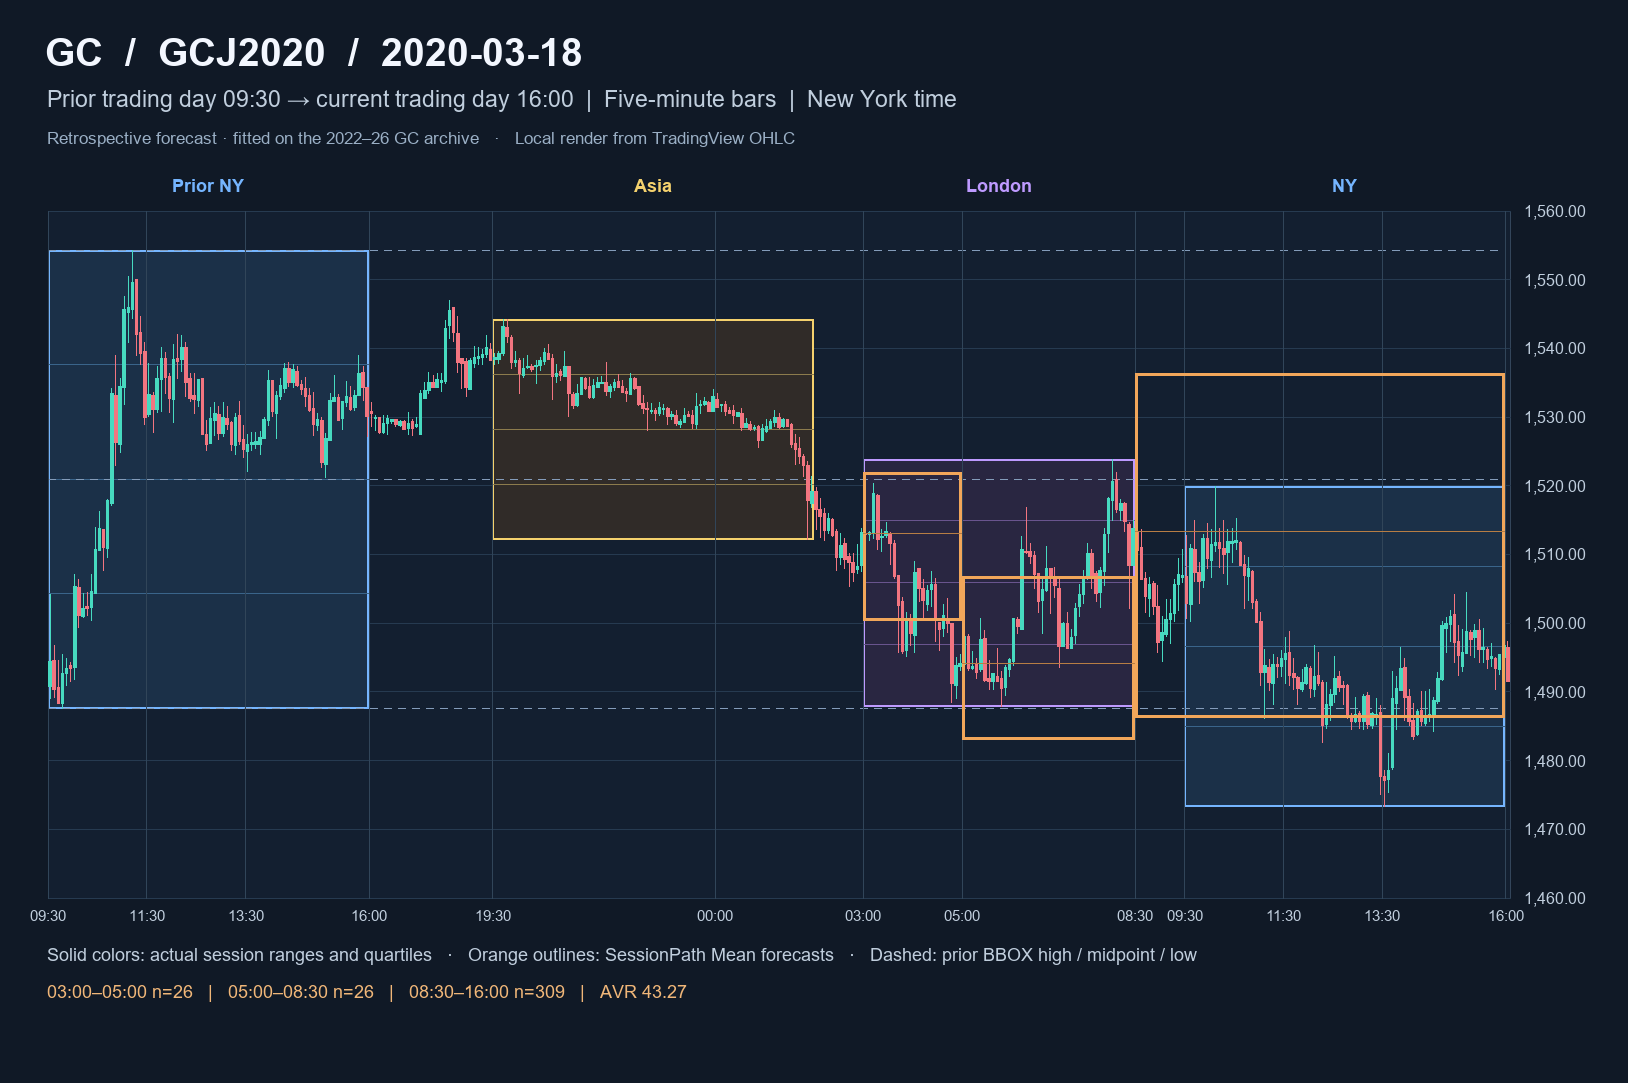 GC / GCJ2020 / 2020-03-18
Prior trading day 09:30 → current trading day 16:00 | Five-minute bars | New York time
Retrospective forecast · fitted on the 2022–26 GC archive · Local render from TradingView OHLC
Prior NY Asia London NY
1,560.00
1,550.00
1,540.00
1,530.00
1,520.00
1,510.00
1,500.00
1,490.00
1,480.00
1,470.00
1,460.00
09:30 11:30 13:30 16:00 19:30 00:00 03:00 05:00 08:30 09:30 11:30 13:30 16:00
Solid colors: actual session ranges and quartiles · Orange outlines: SessionPath Mean forecasts · Dashed: prior BBOX high / midpoint / low
03:00–05:00 n=26 | 05:00–08:30 n=26 | 08:30–16:00 n=309 | AVR 43.27